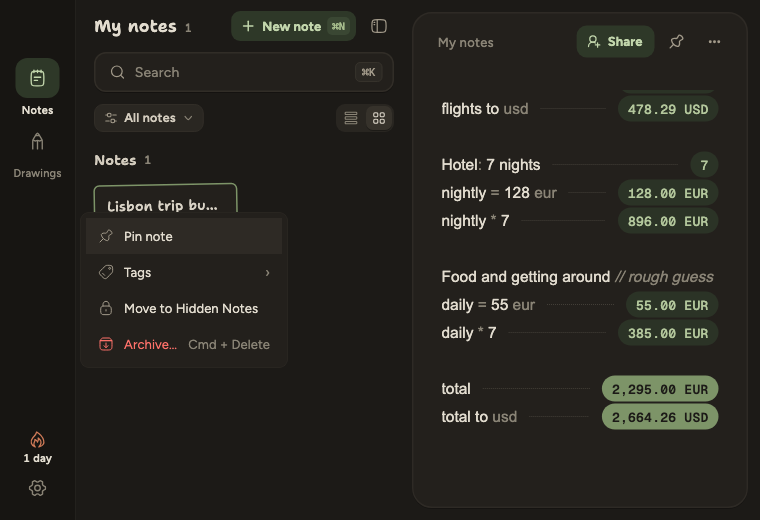 My notes 1
+ New note ⌘N
Search ⌘K
All notes
Notes 1
Lisbon trip bu...
Pin note
Tags
Move to Hidden Notes
Archive... Cmd + Delete
Notes
Drawings
1 day
My notes
Share
flights to usd 478.29 USD
Hotel: 7 nights 7
nightly = 128 eur 128.00 EUR
nightly * 7 896.00 EUR
Food and getting around // rough guess
daily = 55 eur 55.00 EUR
daily * 7 385.00 EUR
total 2,295.00 EUR
total to usd 2,664.26 USD